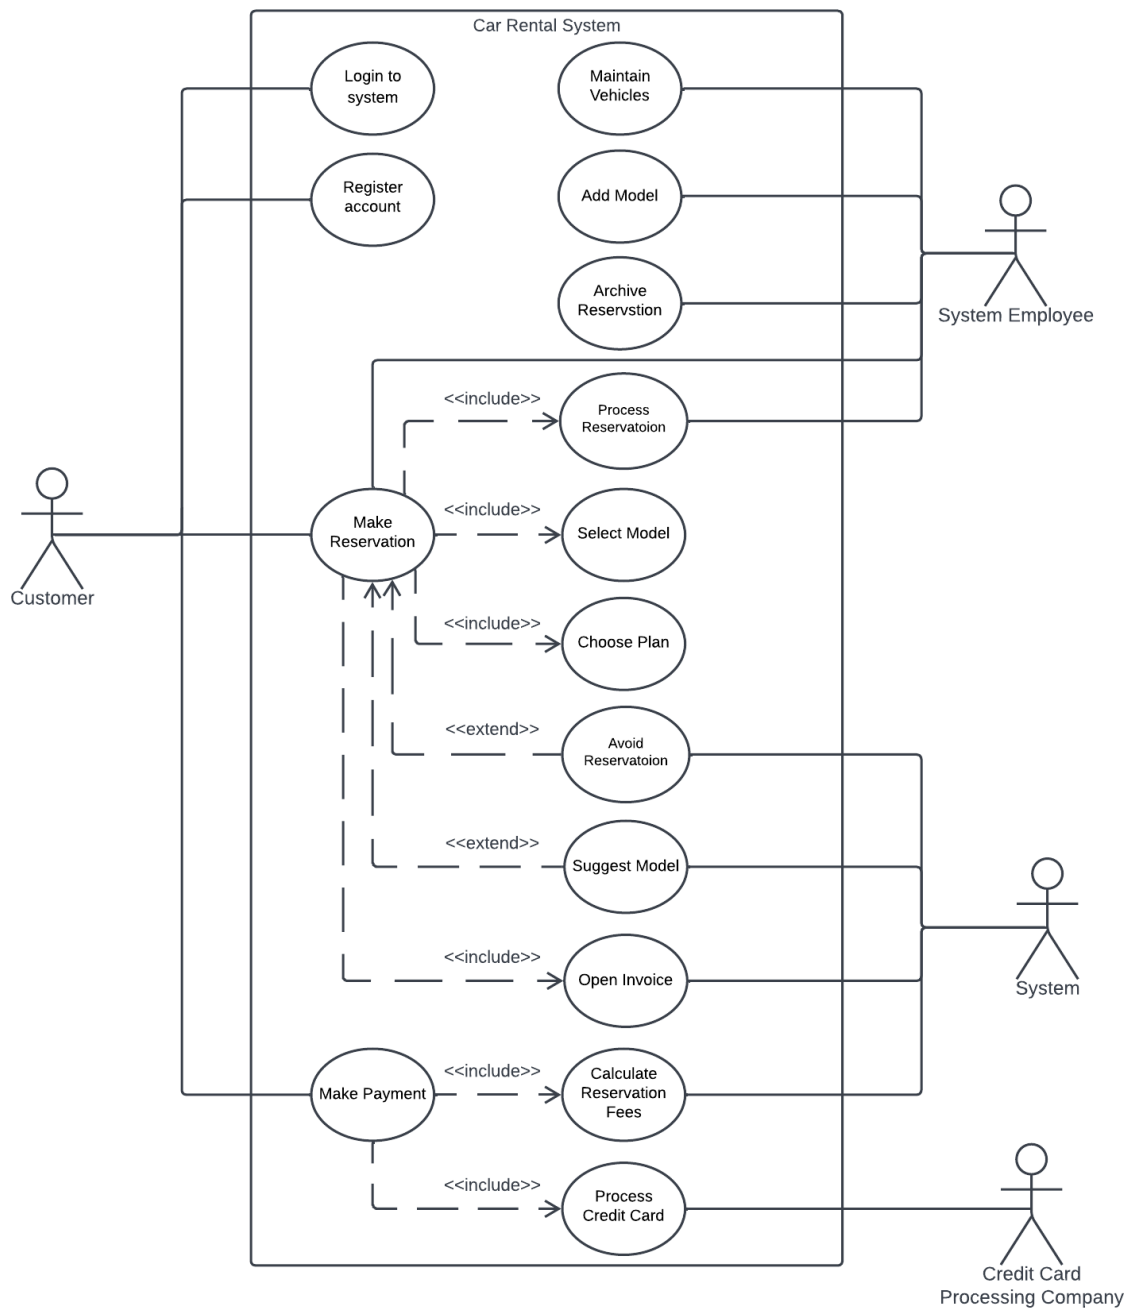 Car Rental System
Login to
system
Maintain
Vehicles
Register
account
Add Model
Archive
Reservstion
System Employee
<<include>>
Process
Reservatoion
<<include>>
Make
Reservation
Select Model
Customer
<<include>>
Choose Plan
<<extend>>
Avoid
Reservatoion
<<extend>>
Suggest Model
<<include>>
Open Invoice
System
<<include>>
Make Payment
Calculate
Reservation
Fees
<<include>>
Process
Credit Card
Credit Card
Processing Company